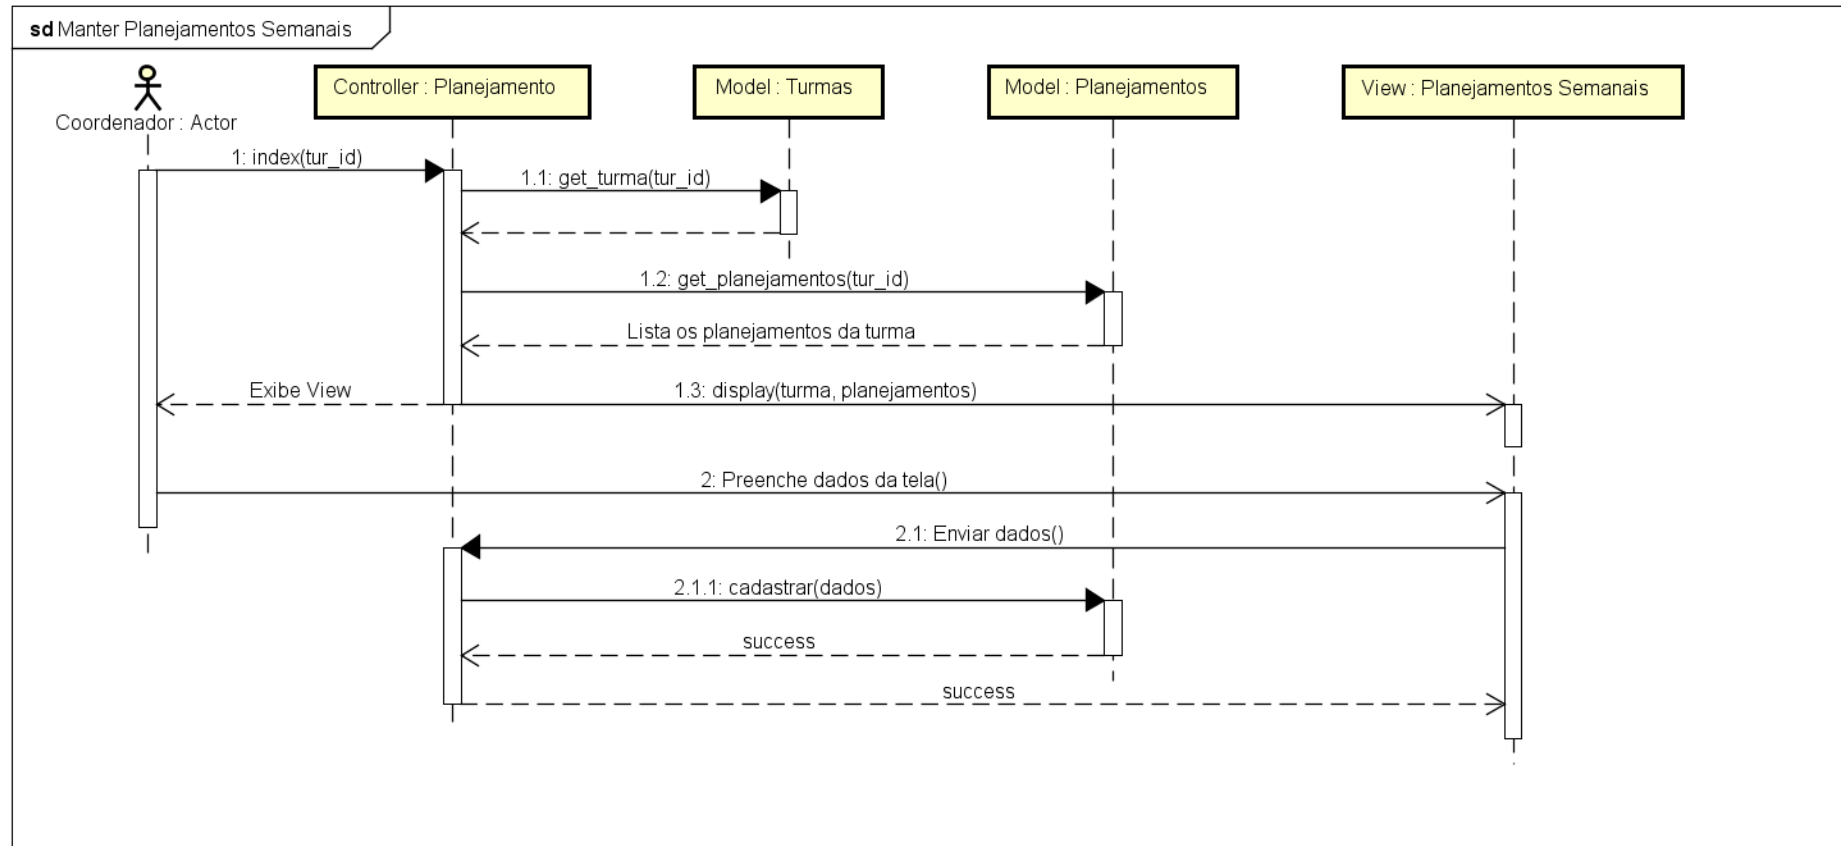 sd Manter Planejamentos Semanais
Controller : Planejamento
Model : Turmas
Model : Planejamentos
View : Planejamentos Semanais
Coordenador : Actor
1: index(tur_id)
1.1: get_turma(tur_id)
1.2: get_planejamentos(tur_id)
Lista os planejamentos da turma
Exibe View
1.3: display(turma, planejamentos)
2: Preenche dados da tela()
2.1: Enviar dados()
2.1.1: cadastrar(dados)
success
success